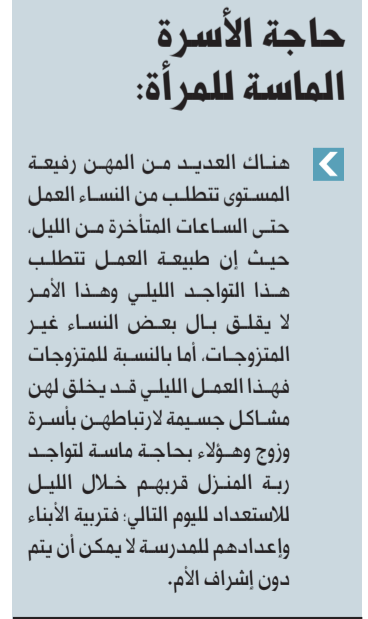 حاجة الأسرة
الماسة للمرأة:
هناك العديد من المهن رفيعة
المستوى تتطلب من النساء العمل
حتى الساعات المتأخرة من الليل،
حيث إن طبيعة العمل تتطلب
هذا التواجد الليلي وهذا الأمر
لا يقلق بال بعض النساء غير
المتزوجات، أما بالنسبة للمتزوجات
فهذا العمل الليلي قد يخلق لهن
مشاكل جسيمة لارتباطهن بأسرة
وزوج وهؤلاء بحاجة ماسة لتواجد
ربة المنزل قربهم خلال الليل
للاستعداد لليوم التالي؛ فتربية الأبناء
وإعدادهم للمدرسة لا يمكن أن يتم
دون إشراف الأم.